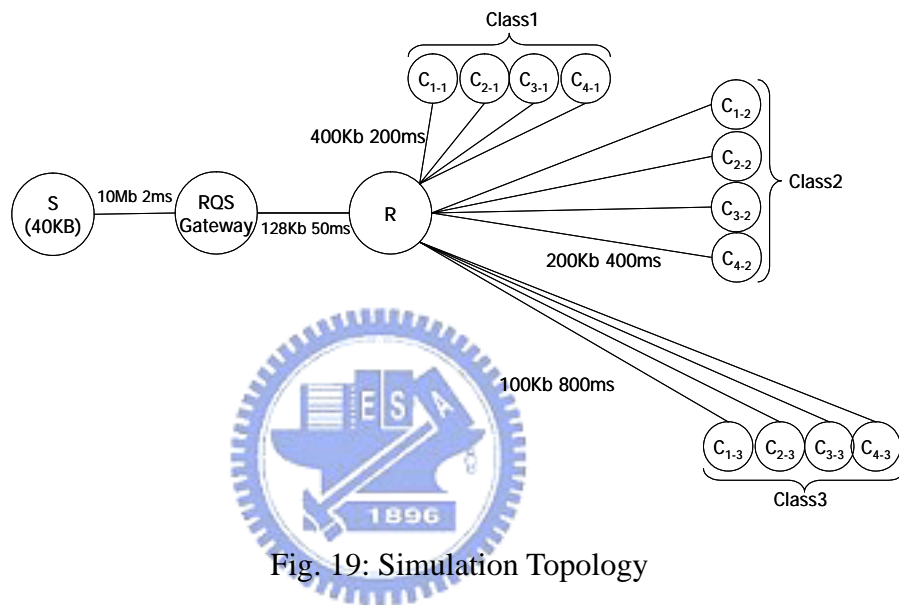 Class1
C1-1 C2-1 C3-1 C4-1
400Kb 200ms
C1-2
C2-2
C3-2
C4-2
Class2
200Kb 400ms
S
(40KB)
10Mb 2ms
RQS
Gateway
128Kb 50ms
R
100Kb 800ms
C1-3 C2-3 C3-3 C4-3
Class3
E S A
1896
Fig. 19: Simulation Topology